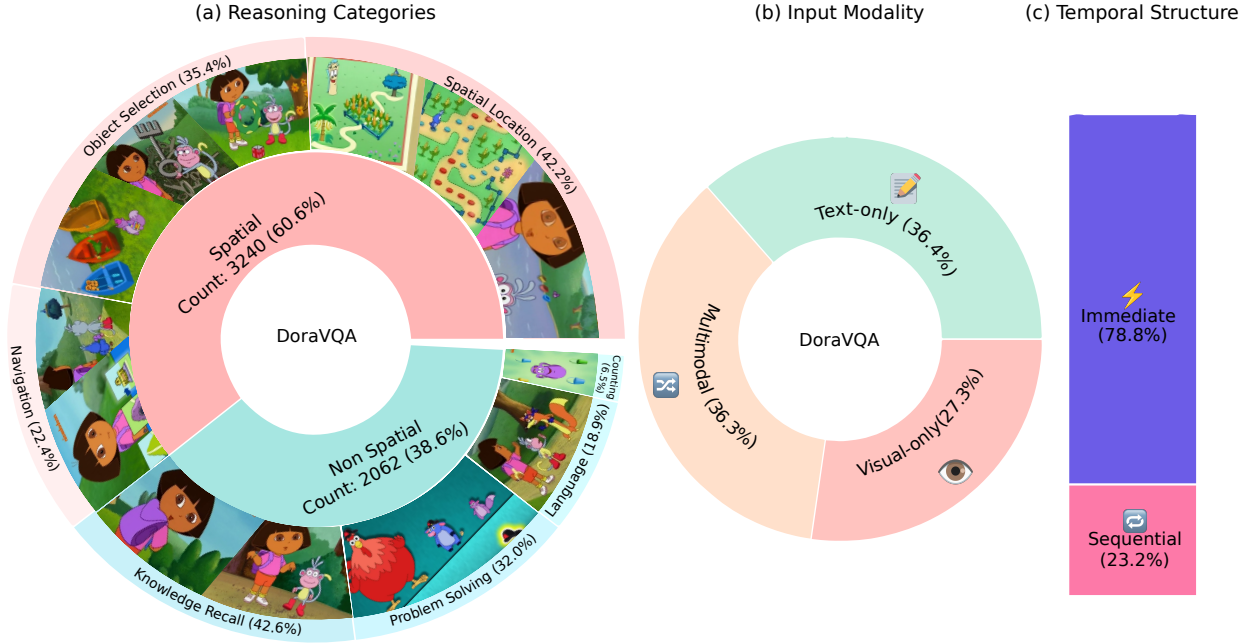 (a) Reasoning Categories
Object Selection (35.4%)
Spatial Location (42.2%)
Navigation (22.4%)
Spatial
Count: 3240 (60.6%)
DoraVQA
Non Spatial
Count: 2062 (38.6%)
Counting
(6.5%)
Language (18.9%)
Problem Solving (32.0%)
Knowledge Recall (42.6%)
(b) Input Modality
Text-only (36.4%)
Multimodal (36.3%)
DoraVQA
Visual-only(27.3%)
(c) Temporal Structure
Immediate
(78.8%)
Sequential
(23.2%)